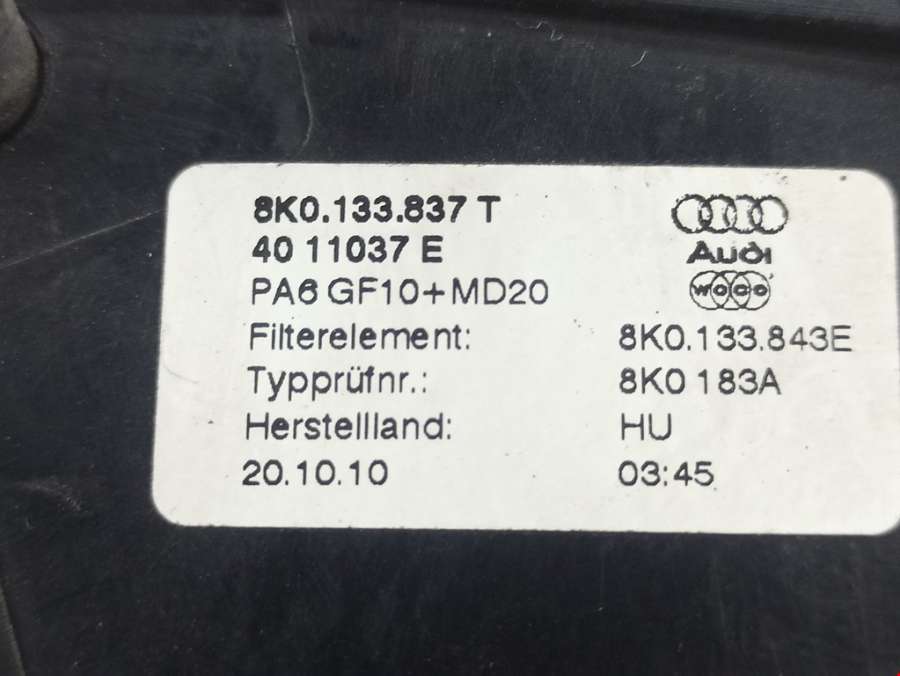 8K0.133.837 T
40 11037 E
Audi
PA6 GF10+MD20
WOCO
Filterelement: 8K0.133.843E
Typprüfnr.: 8K0 183A
Herstellland: HU
20.10.10 03:45